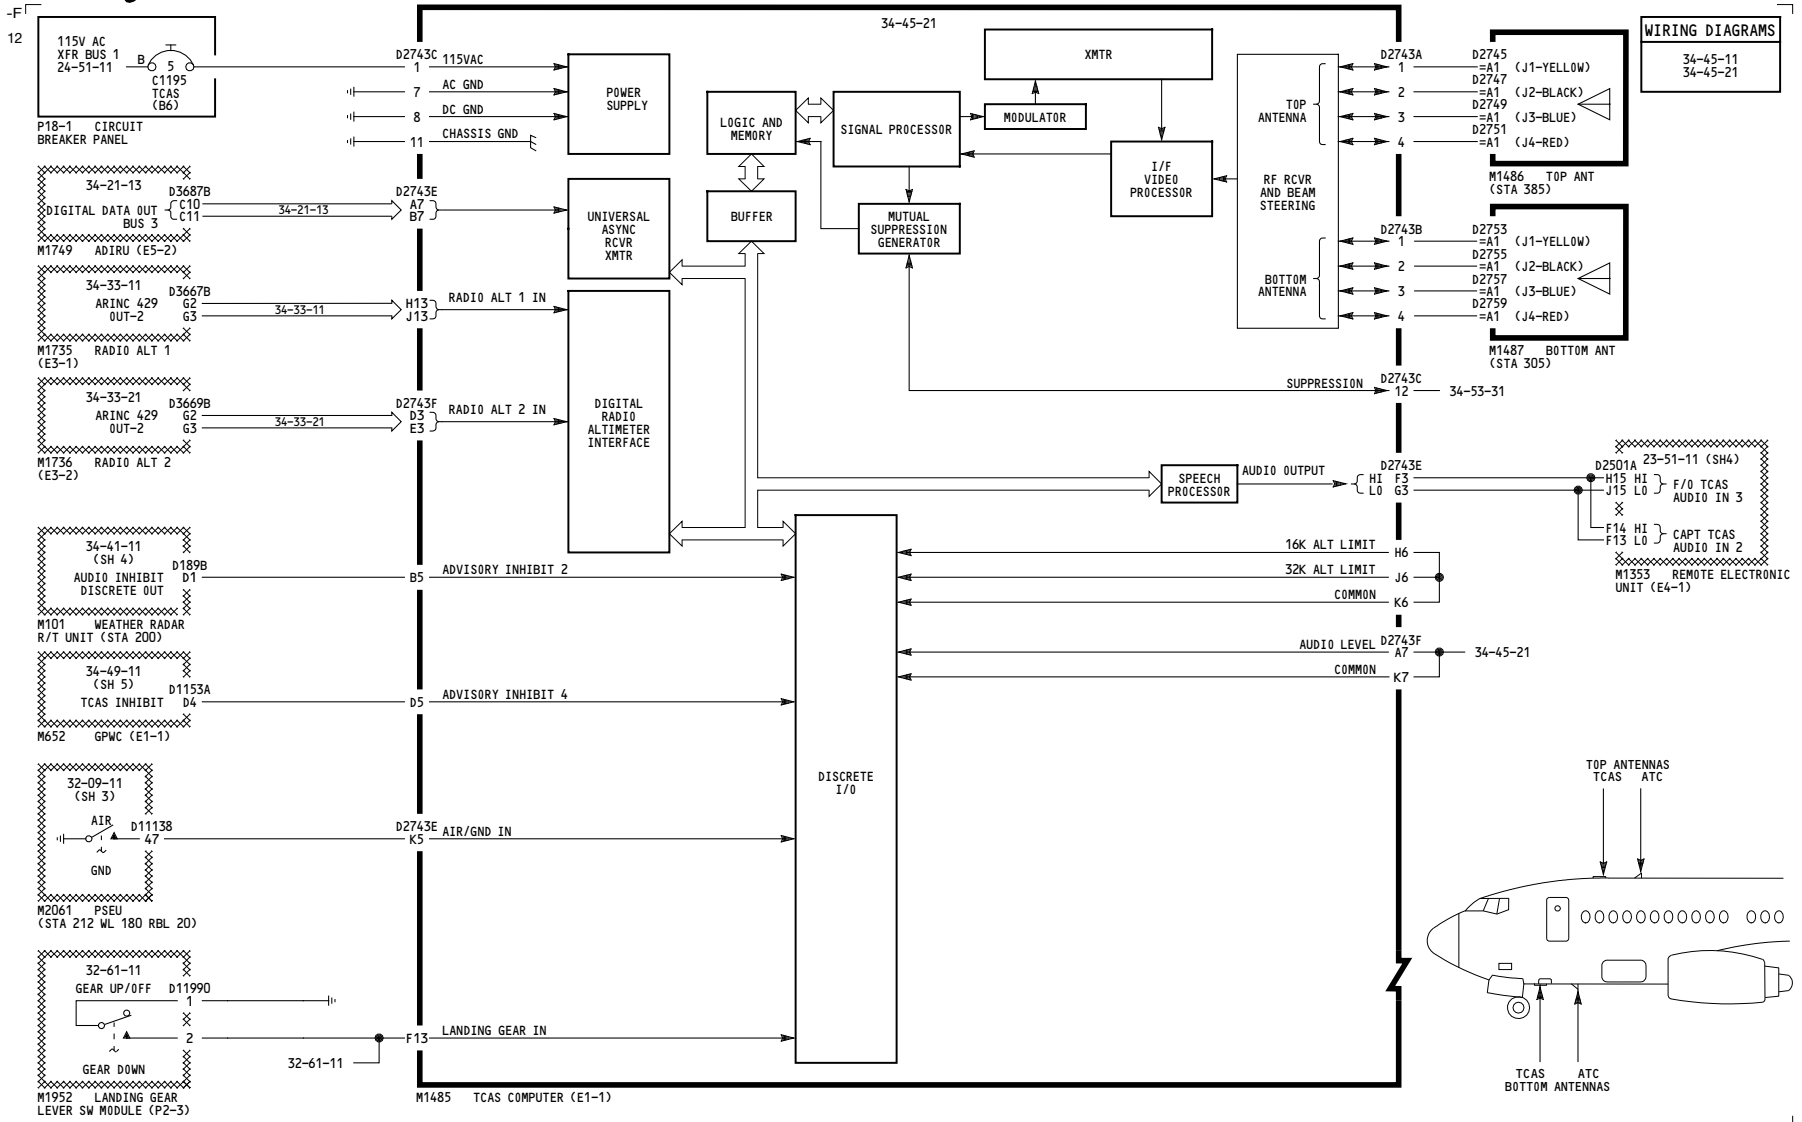 -F
12
34-45-21
WIRING DIAGRAMS
34-45-11
34-45-21
115V AC
XFR BUS 1
24-51-11
B
5
C1195
TCAS
(B6)
P18-1 CIRCUIT
BREAKER PANEL
D2743C
1 115VAC
7 AC GND
8 DC GND
11 CHASSIS GND
POWER
SUPPLY
34-21-13
DIGITAL DATA OUT
BUS 3
D3687B
C10
C11
34-21-13
M1749 ADIRU (E5-2)
D2743E
A7
B7
UNIVERSAL
ASYNC
RCVR
XMTR
34-33-11
ARINC 429
OUT-2
D3667B
G2
G3
34-33-11
H13
J13
RADIO ALT 1 IN
M1735 RADIO ALT 1
(E3-1)
34-33-21
ARINC 429
OUT-2
D3669B
G2
G3
34-33-21
D2743F
D3
E3
RADIO ALT 2 IN
M1736 RADIO ALT 2
(E3-2)
DIGITAL
RADIO
ALTIMETER
INTERFACE
34-41-11
(SH 4)
AUDIO INHIBIT
DISCRETE OUT
D189B
D1
B5 ADVISORY INHIBIT 2
M101 WEATHER RADAR
R/T UNIT (STA 200)
34-49-11
(SH 5)
TCAS INHIBIT
D1153A
D4
D5 ADVISORY INHIBIT 4
M652 GPWC (E1-1)
32-09-11
(SH 3)
AIR
GND
D11138
47
D2743E
K5 AIR/GND IN
M2061 PSEU
(STA 212 WL 180 RBL 20)
32-61-11
GEAR UP/OFF
D11990
1
2
GEAR DOWN
F13 LANDING GEAR IN
32-61-11
M1952 LANDING GEAR
LEVER SW MODULE (P2-3)
M1485 TCAS COMPUTER (E1-1)
LOGIC AND
MEMORY
BUFFER
SIGNAL PROCESSOR
MUTUAL
SUPPRESSION
GENERATOR
XMTR
MODULATOR
I/F
VIDEO
PROCESSOR
TOP
ANTENNA
RF RCVR
AND BEAM
STEERING
BOTTOM
ANTENNA
D2743A
1
2
3
4
D2745
=A1 (J1-YELLOW)
D2747
=A1 (J2-BLACK)
D2749
=A1 (J3-BLUE)
D2751
=A1 (J4-RED)
M1486 TOP ANT
(STA 385)
D2743B
1
2
3
4
D2753
=A1 (J1-YELLOW)
D2755
=A1 (J2-BLACK)
D2757
=A1 (J3-BLUE)
D2759
=A1 (J4-RED)
M1487 BOTTOM ANT
(STA 305)
SUPPRESSION
D2743C
12
34-53-31
SPEECH
PROCESSOR
AUDIO OUTPUT
D2743E
HI F3
LO G3
D2501A
23-51-11 (SH4)
H15 HI
J15 LO
F/O TCAS
AUDIO IN 3
F14 HI
F13 LO
CAPT TCAS
AUDIO IN 2
M1353 REMOTE ELECTRONIC
UNIT (E4-1)
16K ALT LIMIT H6
32K ALT LIMIT J6
COMMON K6
AUDIO LEVEL
D2743F
A7
34-45-21
COMMON K7
DISCRETE
I/O
TOP ANTENNAS
TCAS ATC
TCAS ATC
BOTTOM ANTENNAS